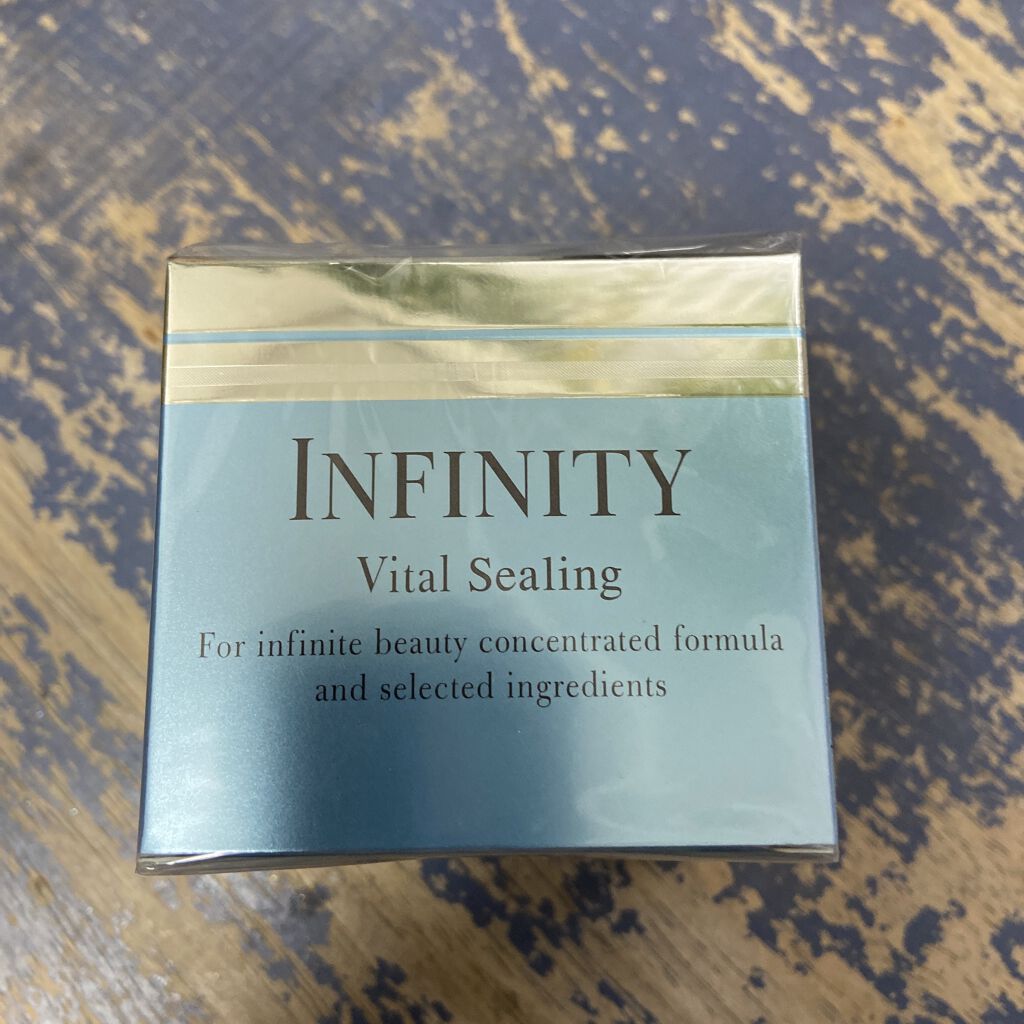 INFINITY
Vital Sealing
For infinite beauty concentrated formula
and selected ingredients